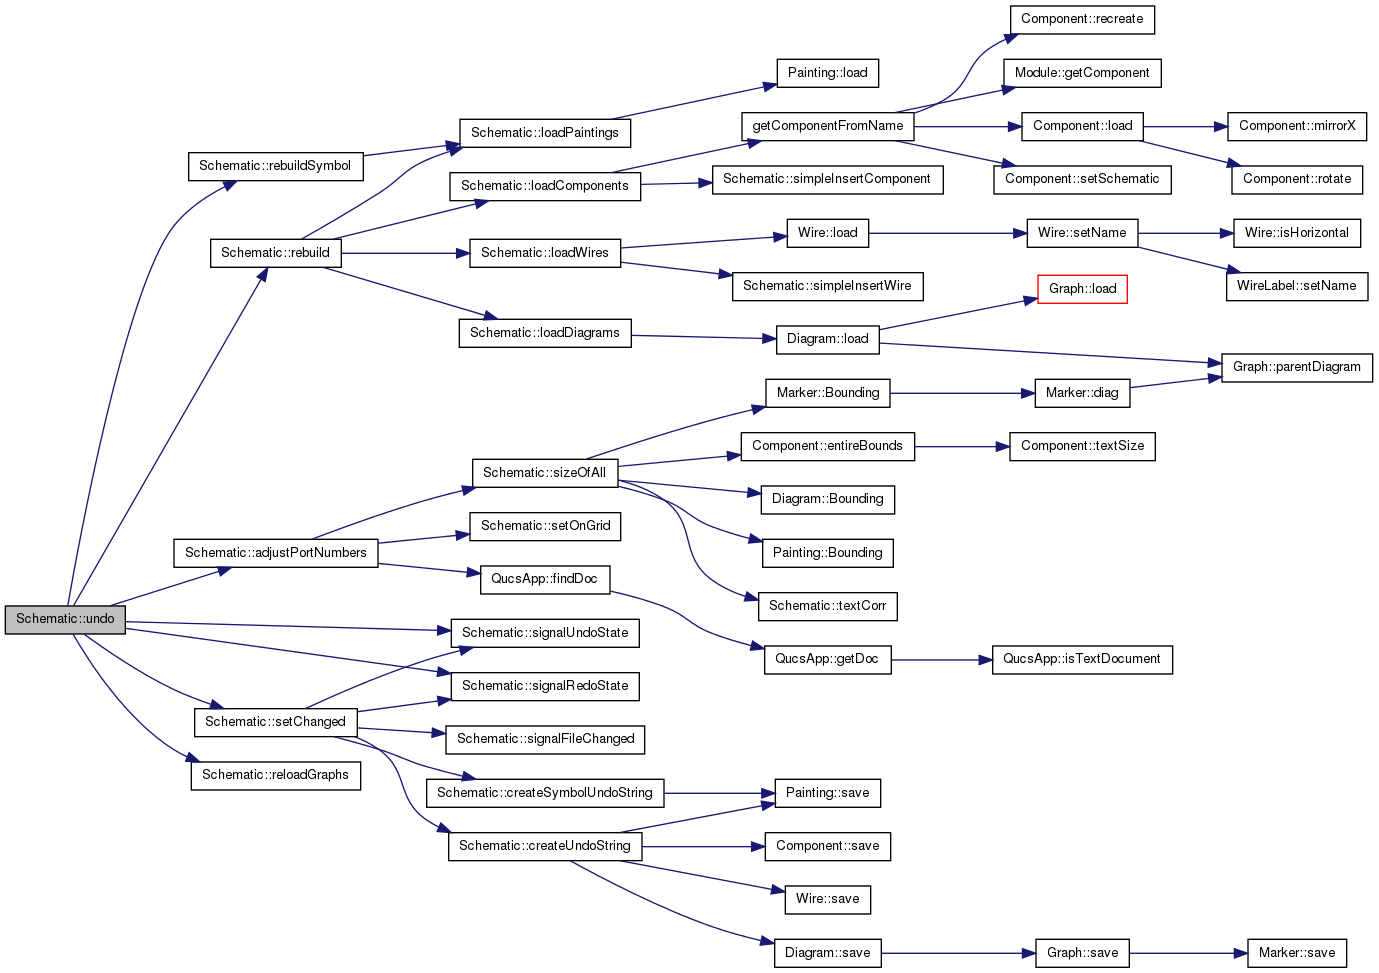 Component::recreate
Painting::load
Module::getComponent
Schematic::loadPaintings
getComponentFromName
Component::load
Component::mirrorX
Schematic::rebuildSymbol
Schematic::loadComponents
Schematic::simpleInsertComponent
Component::setSchematic
Component::rotate
Schematic::rebuild
Schematic::loadWires
Wire::load
Wire::setName
Wire::isHorizontal
Schematic::simpleInsertWire
WireLabel::setName
Graph::load
Schematic::loadDiagrams
Diagram::load
Graph::parentDiagram
Marker::Bounding
Marker::diag
Component::entireBounds
Component::textSize
Schematic::sizeOfAll
Diagram::Bounding
Schematic::setOnGrid
Schematic::adjustPortNumbers
Painting::Bounding
QucsApp::findDoc
Schematic::textCorr
Schematic::undo
Schematic::signalUndoState
QucsApp::getDoc
QucsApp::isTextDocument
Schematic::signalRedoState
Schematic::setChanged
Schematic::signalFileChanged
Schematic::reloadGraphs
Schematic::createSymbolUndoString
Painting::save
Schematic::createUndoString
Component::save
Wire::save
Diagram::save
Graph::save
Marker::save